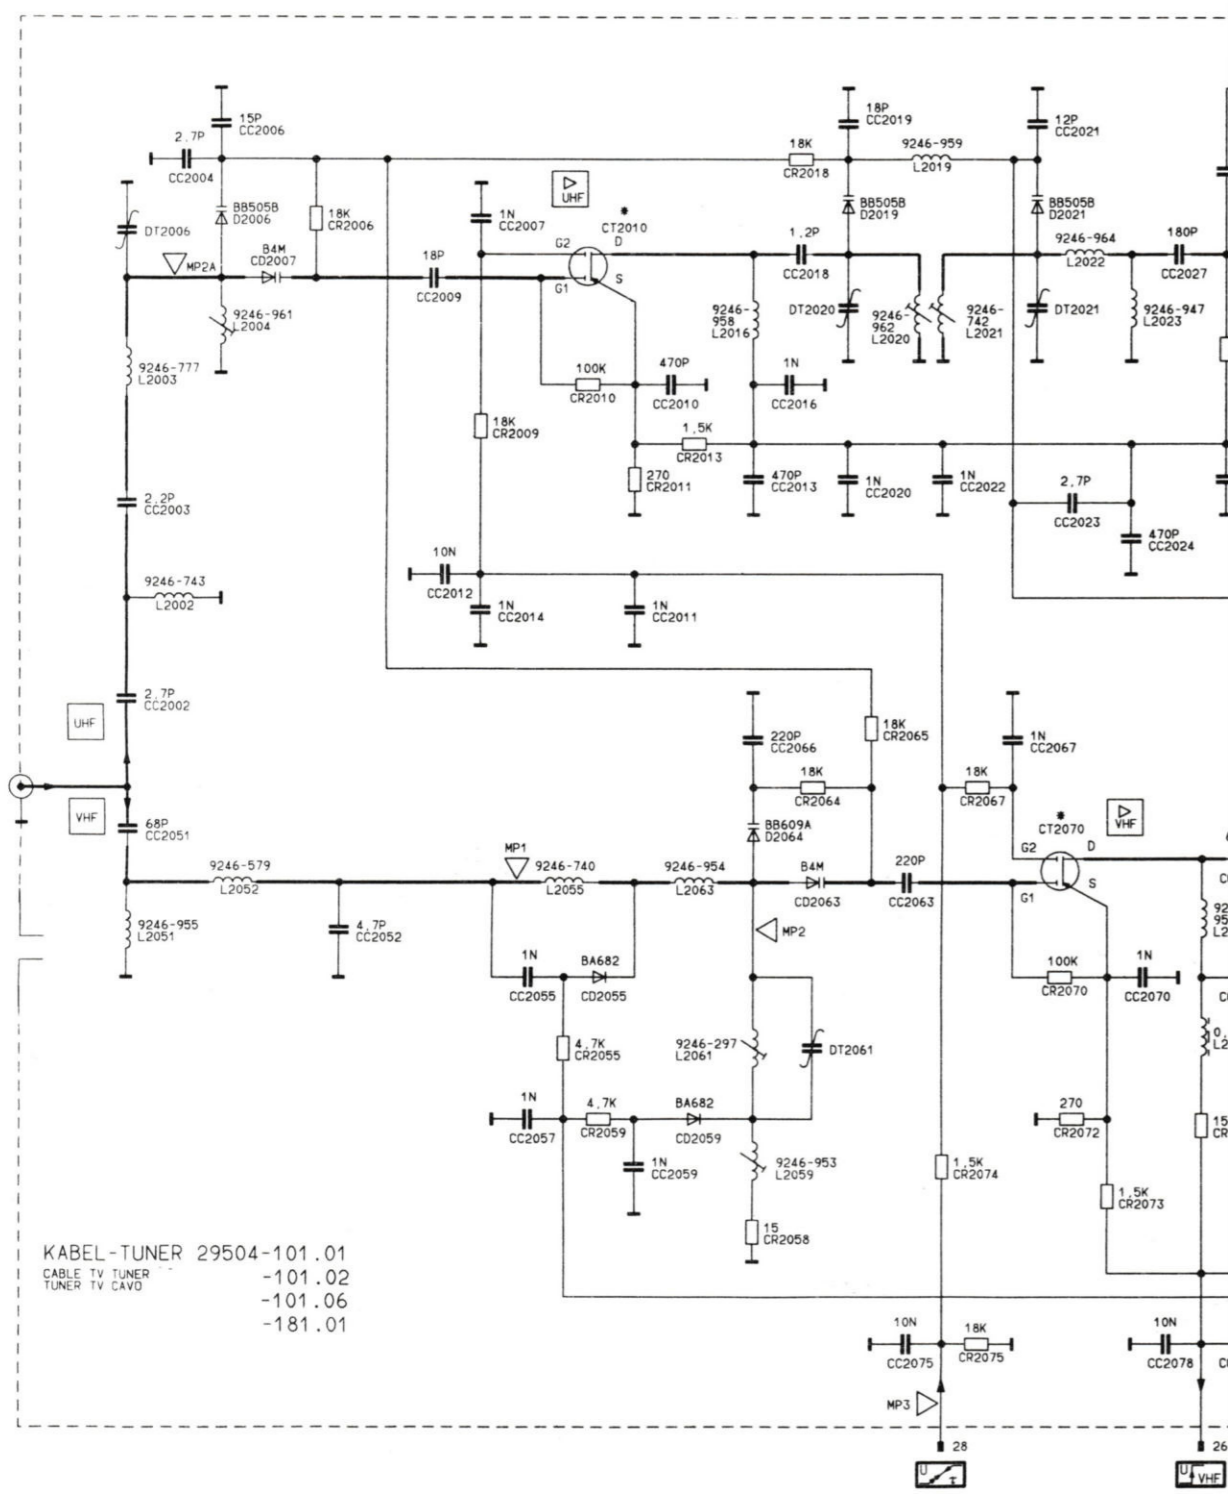 15P
CC2006
2.7P
CC2004
BB505B
D2006
18K
CR2006
DT2006
MP2A
B4M
CD2007
9246-961
L2004
9246-777
L2003
2.2P
CC2003
9246-743
L2002
2.7P
CC2002
UHF
VHF
68P
CC2051
1N
CC2007
18P
CC2009
UHF
*
CT2010
G2
D
G1
S
100K
CR2010
470P
CC2010
18K
CR2009
1,5K
CR2013
270
CR2011
470P
CC2013
9246-
958
L2016
1N
CC2016
18K
CR2018
18P
CC2019
9246-959
L2019
BB505B
D2019
1,2P
CC2018
DT2020
9246-
962
L2020
9246-
742
L2021
12P
CC2021
BB505B
D2021
9246-964
L2022
180P
CC2027
DT2021
9246-947
L2023
1N
CC2020
1N
CC2022
2,7P
CC2023
470P
CC2024
10N
CC2012
1N
CC2014
1N
CC2011
220P
CC2066
18K
CR2065
18K
CR2064
BB609A
D2064
1N
CC2067
18K
CR2067
*
CT2070
VHF
G2
D
G1
S
9246-579
L2052
MP1
9246-740
L2055
9246-954
L2063
B4M
CD2063
220P
CC2063
9246-955
L2051
4,7P
CC2052
MP2
1N
CC2055
BA682
CD2055
100K
CR2070
1N
CC2070
4,7K
CR2055
9246-297
L2061
DT2061
1N
CC2057
4,7K
CR2059
BA682
CD2059
270
CR2072
1N
CC2059
9246-953
L2059
1,5K
CR2074
1,5K
CR2073
15
CR2058
KABEL-TUNER 29504-101.01
CABLE TV TUNER -101.02
TUNER TV CAVO
-101.06
-181.01
10N
CC2075
18K
CR2075
10N
CC2078
MP3
28
26
U
τ
U
VHF